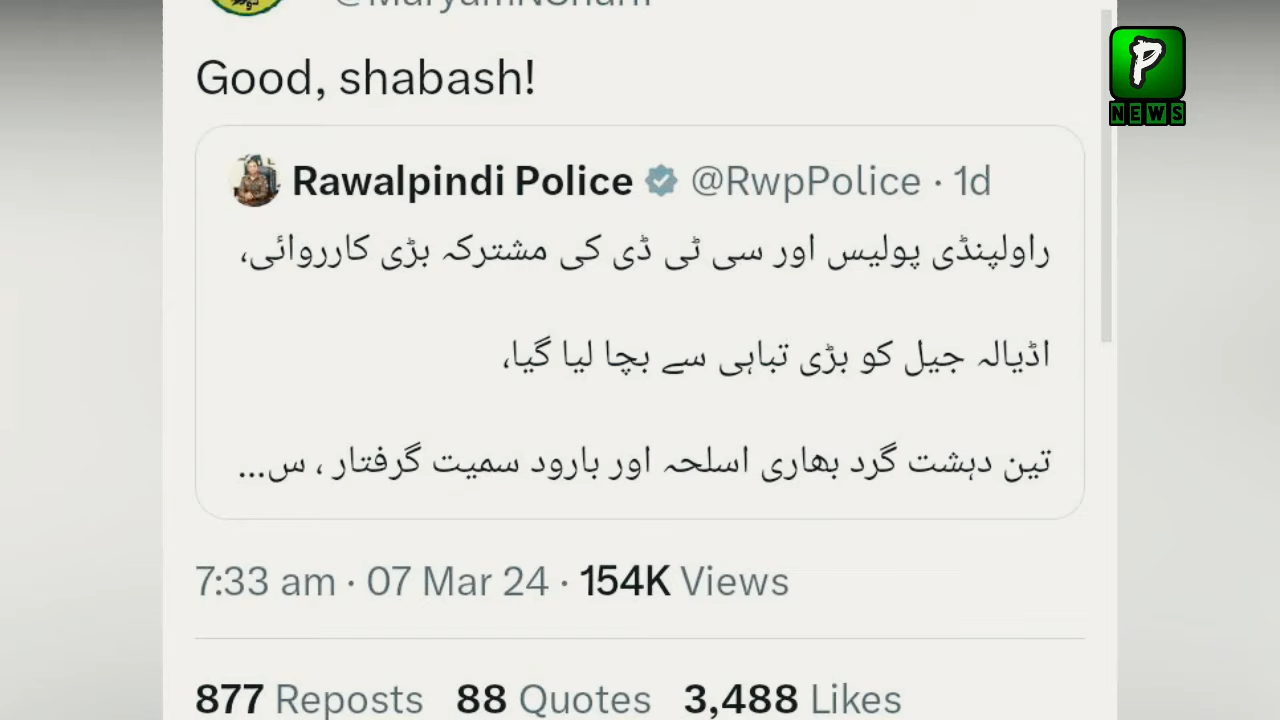 Good, shabash!
P
NEWS
Rawalpindi Police @RwpPolice · 1d
راولپنڈی پولیس اور سی ٹی ڈی کی مشترکہ بڑی کارروائی،
اڈیالہ جیل کو بڑی تباہی سے بچا لیا گیا،
تین دہشت گرد بھاری اسلحہ اور بارود سمیت گرفتار ، س...
7:33 am · 07 Mar 24 · 154K Views
877 Reposts 88 Quotes 3,488 Likes